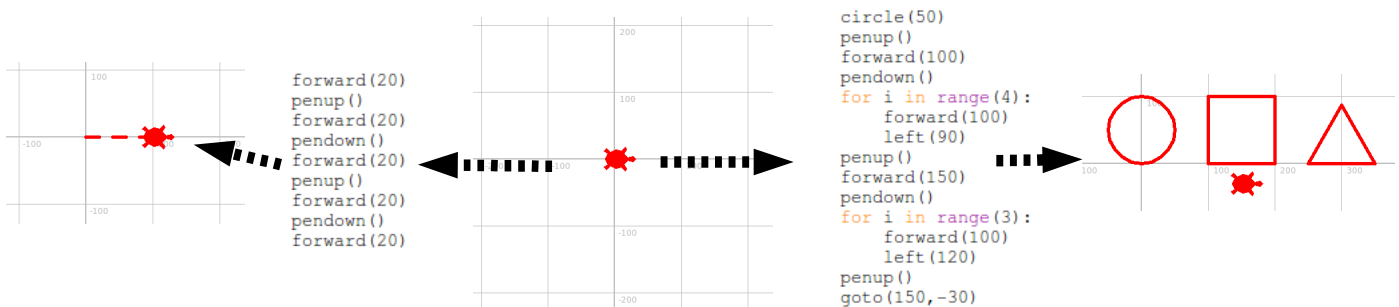 100
-100
-100
forward(20)
penup()
forward(20)
pendown()
forward(20)
penup()
forward(20)
pendown()
forward(20)
200
100
-100
-200
circle(50)
penup()
forward(100)
pendown()
for i in range(4):
    forward(100)
    left(90)
penup()
forward(150)
pendown()
for i in range(3):
    forward(100)
    left(120)
penup()
goto(150,-30)
100
100
200
300